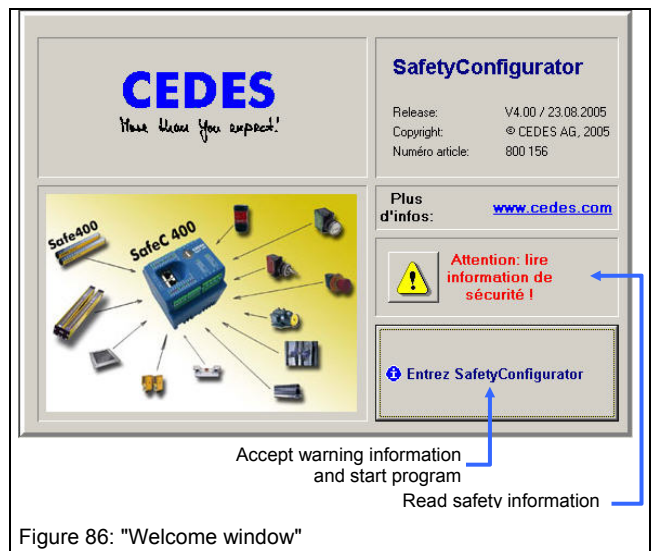 CEDES
More than you expect!
SafetyConfigurator
Release: V4.00 / 23.08.2005
Copyright: © CEDES AG, 2005
Numéro article: 800 156
Plus
d'infos: www.cedes.com
Safe400
SafeC 400
Attention: lire
information de
sécurité !
Entrez SafetyConfigurator
Accept warning information
and start program
Read safety information
Figure 86: "Welcome window"